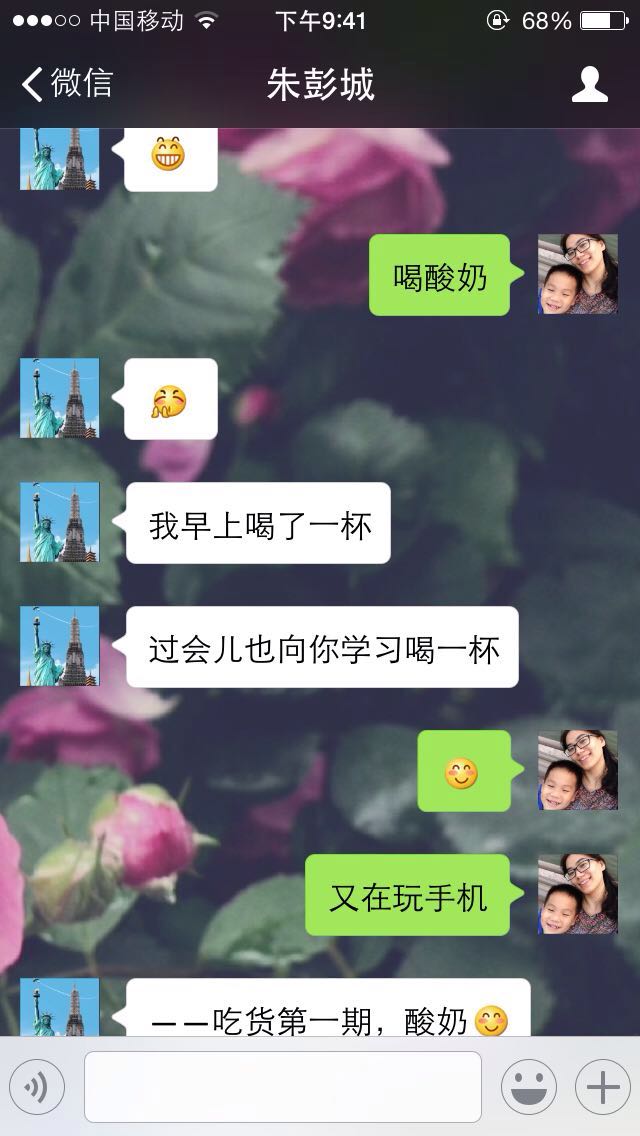 中国移动 下午9:41 68%
微信 朱彭城
喝酸奶
我早上喝了一杯
过会儿也向你学习喝一杯
又在玩手机
——吃货第一期，酸奶😊